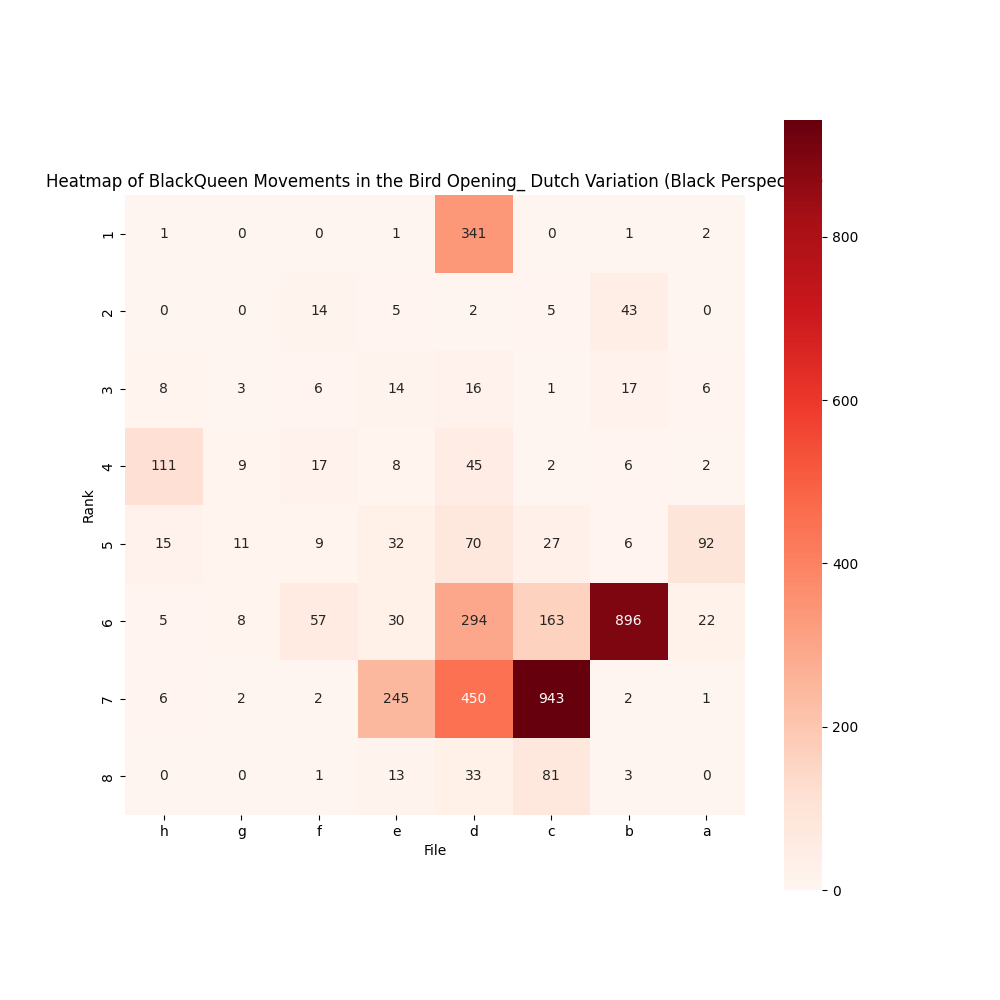 Heatmap of BlackQueen Movements in the Bird Opening_ Dutch Variation (Black Perspec
1 1 0 0 1 341 0 1 2
2 0 0 14 5 2 5 43 0
3 8 3 6 14 16 1 17 6
4 111 9 17 8 45 2 6 2
5 15 11 9 32 70 27 6 92
6 5 8 57 30 294 163 896 22
7 6 2 2 245 450 943 2 1
8 0 0 1 13 33 81 3 0
h g f e d c b a
File
Rank
800
600
400
200
0